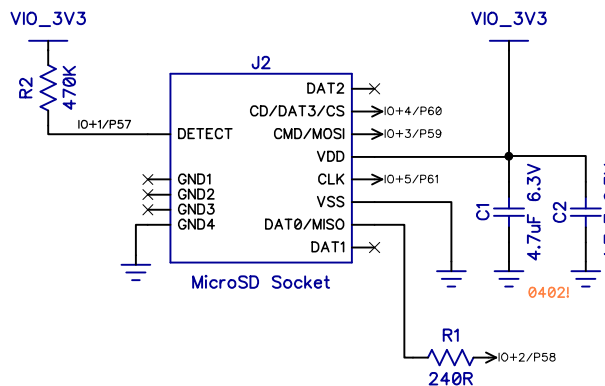 VIO_3V3
VIO_3V3
R2
470K
J2
IO+1/P57
DETECT
GND1
GND2
GND3
GND4
DAT2
CD/DAT3/CS
CMD/MOSI
VDD
CLK
VSS
DAT0/MISO
DAT1
IO+4/P60
IO+3/P59
IO+5/P61
MicroSD Socket
C1
4.7uF 6.3V
C2
0402!
R1
240R
IO+2/P58